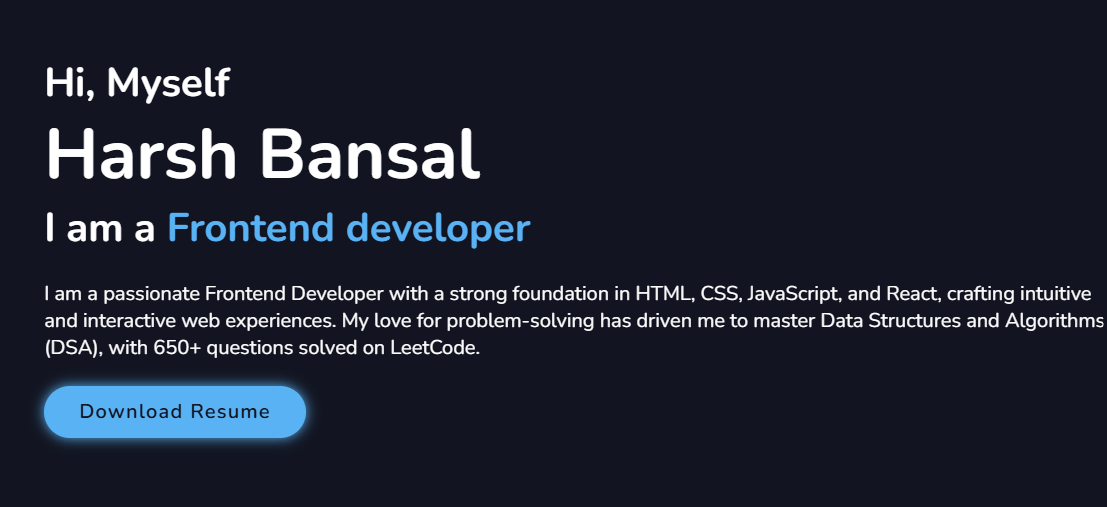 Hi, Myself
Harsh Bansal
I am a Frontend developer
I am a passionate Frontend Developer with a strong foundation in HTML, CSS, JavaScript, and React, crafting intuitive
and interactive web experiences. My love for problem-solving has driven me to master Data Structures and Algorithms
(DSA), with 650+ questions solved on LeetCode.
Download Resume